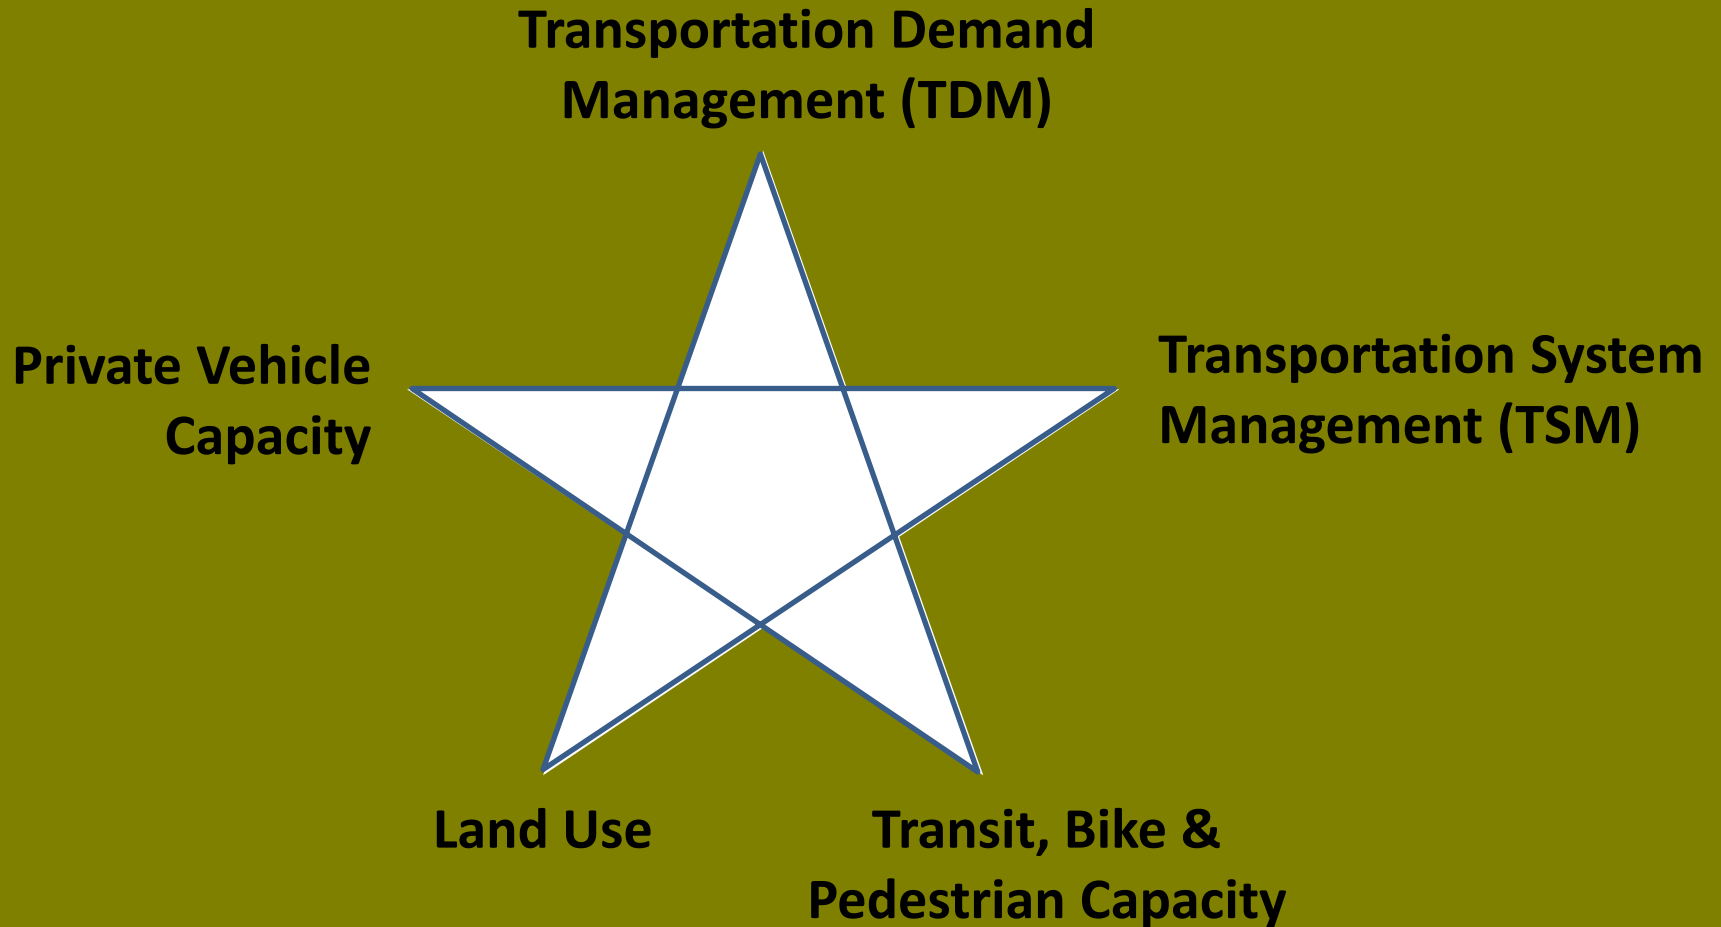 Transportation Demand
Management (TDM)
Private Vehicle
Capacity
Transportation System
Management (TSM)
Land Use
Transit, Bike &
Pedestrian Capacity